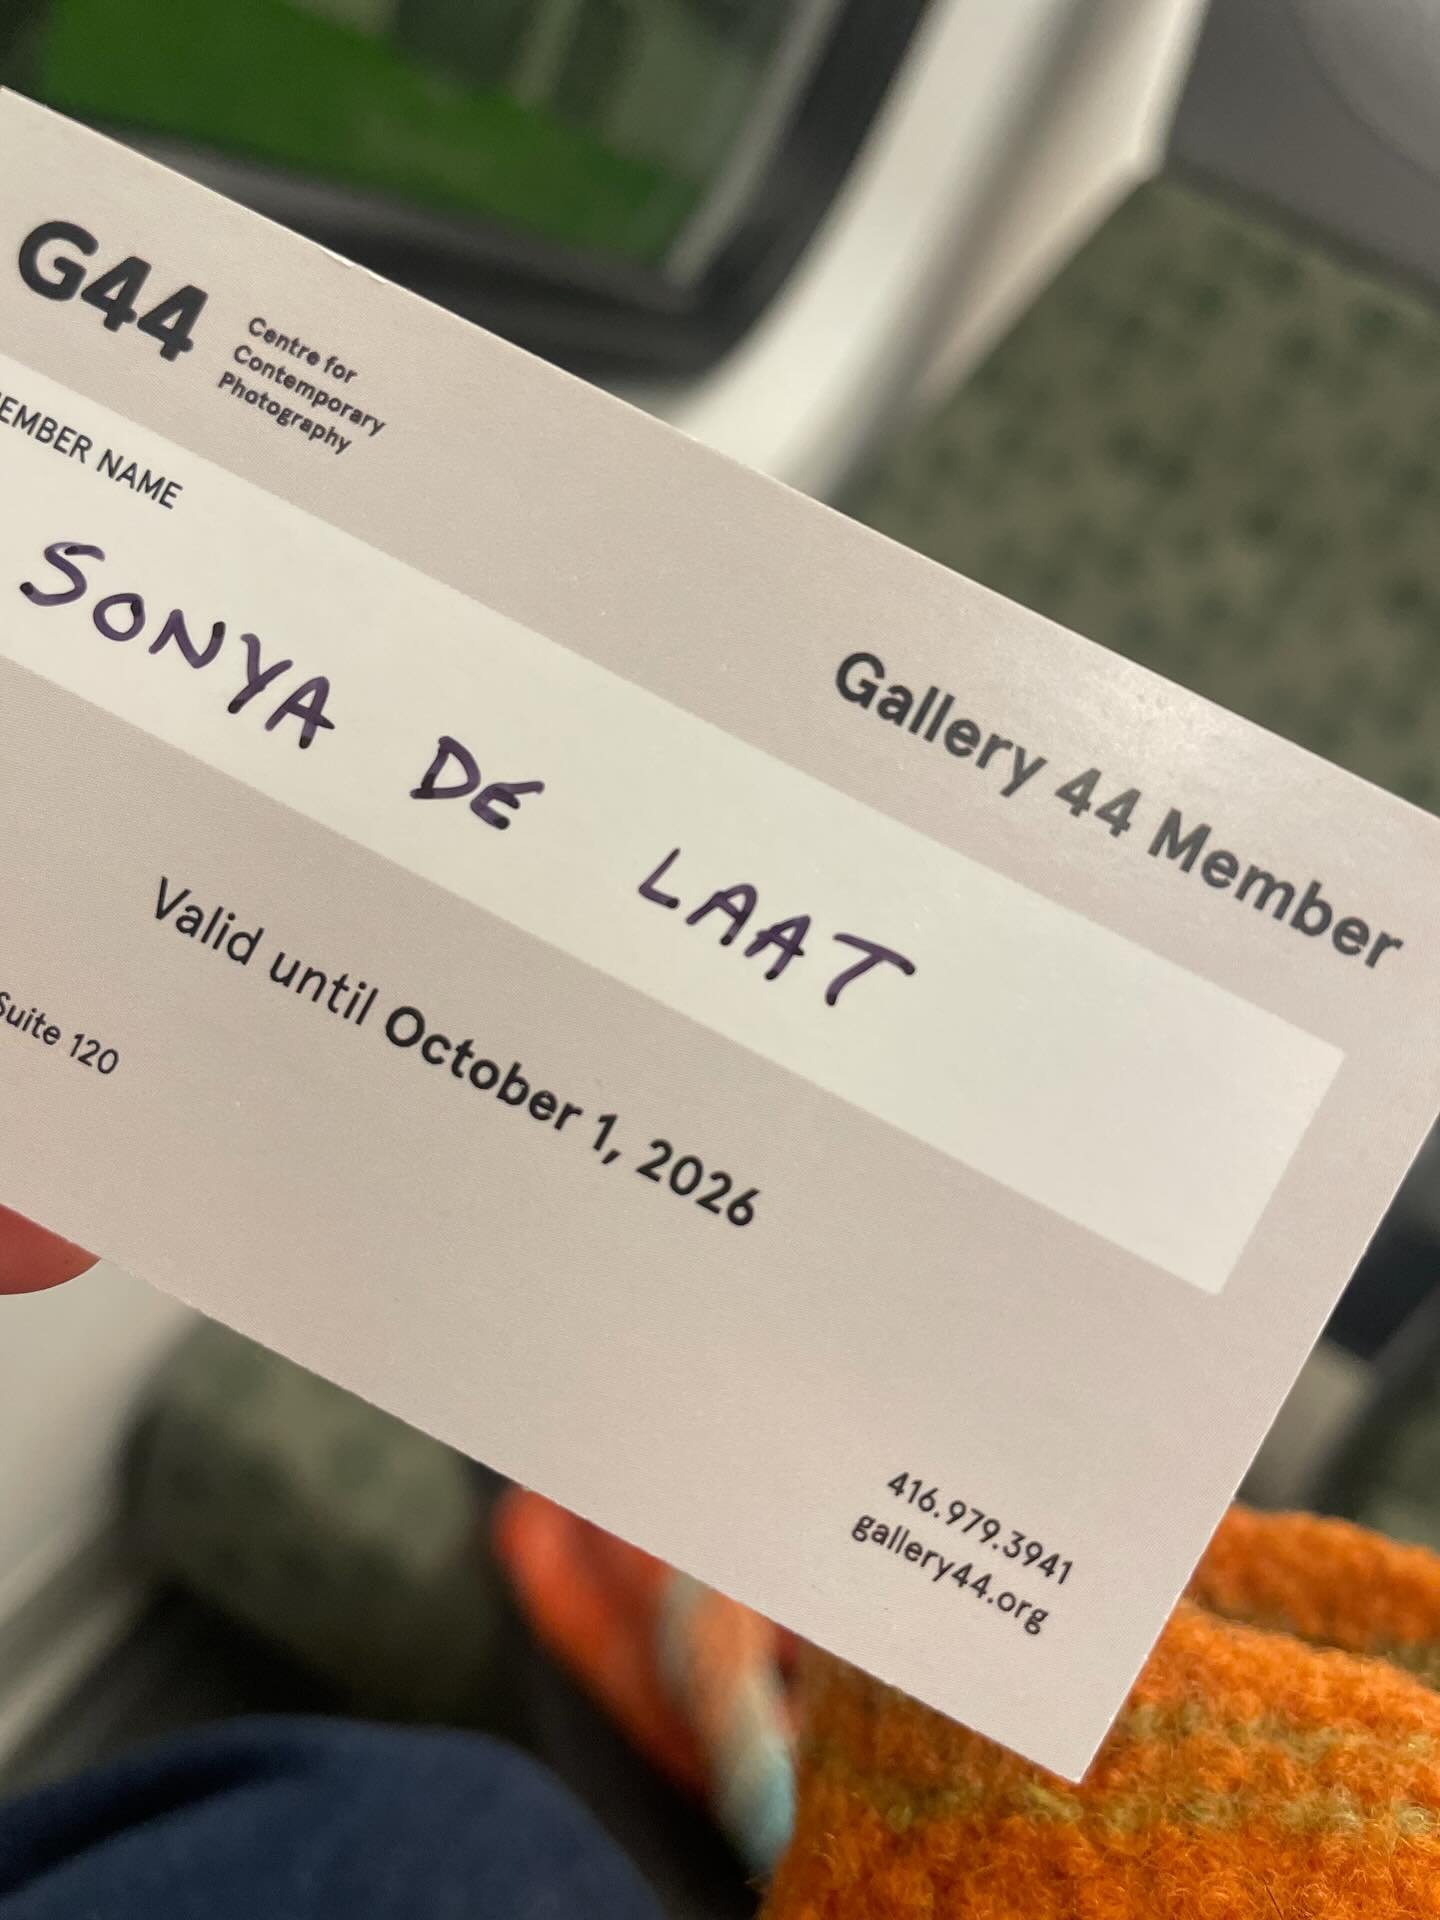 G44
Centre for
Contemporary
Photography
EMBER NAME
SONYA DE LAAT
Gallery 44 Member
Valid until October 1, 2026
Suite 120
416.979.3941
gallery44.org